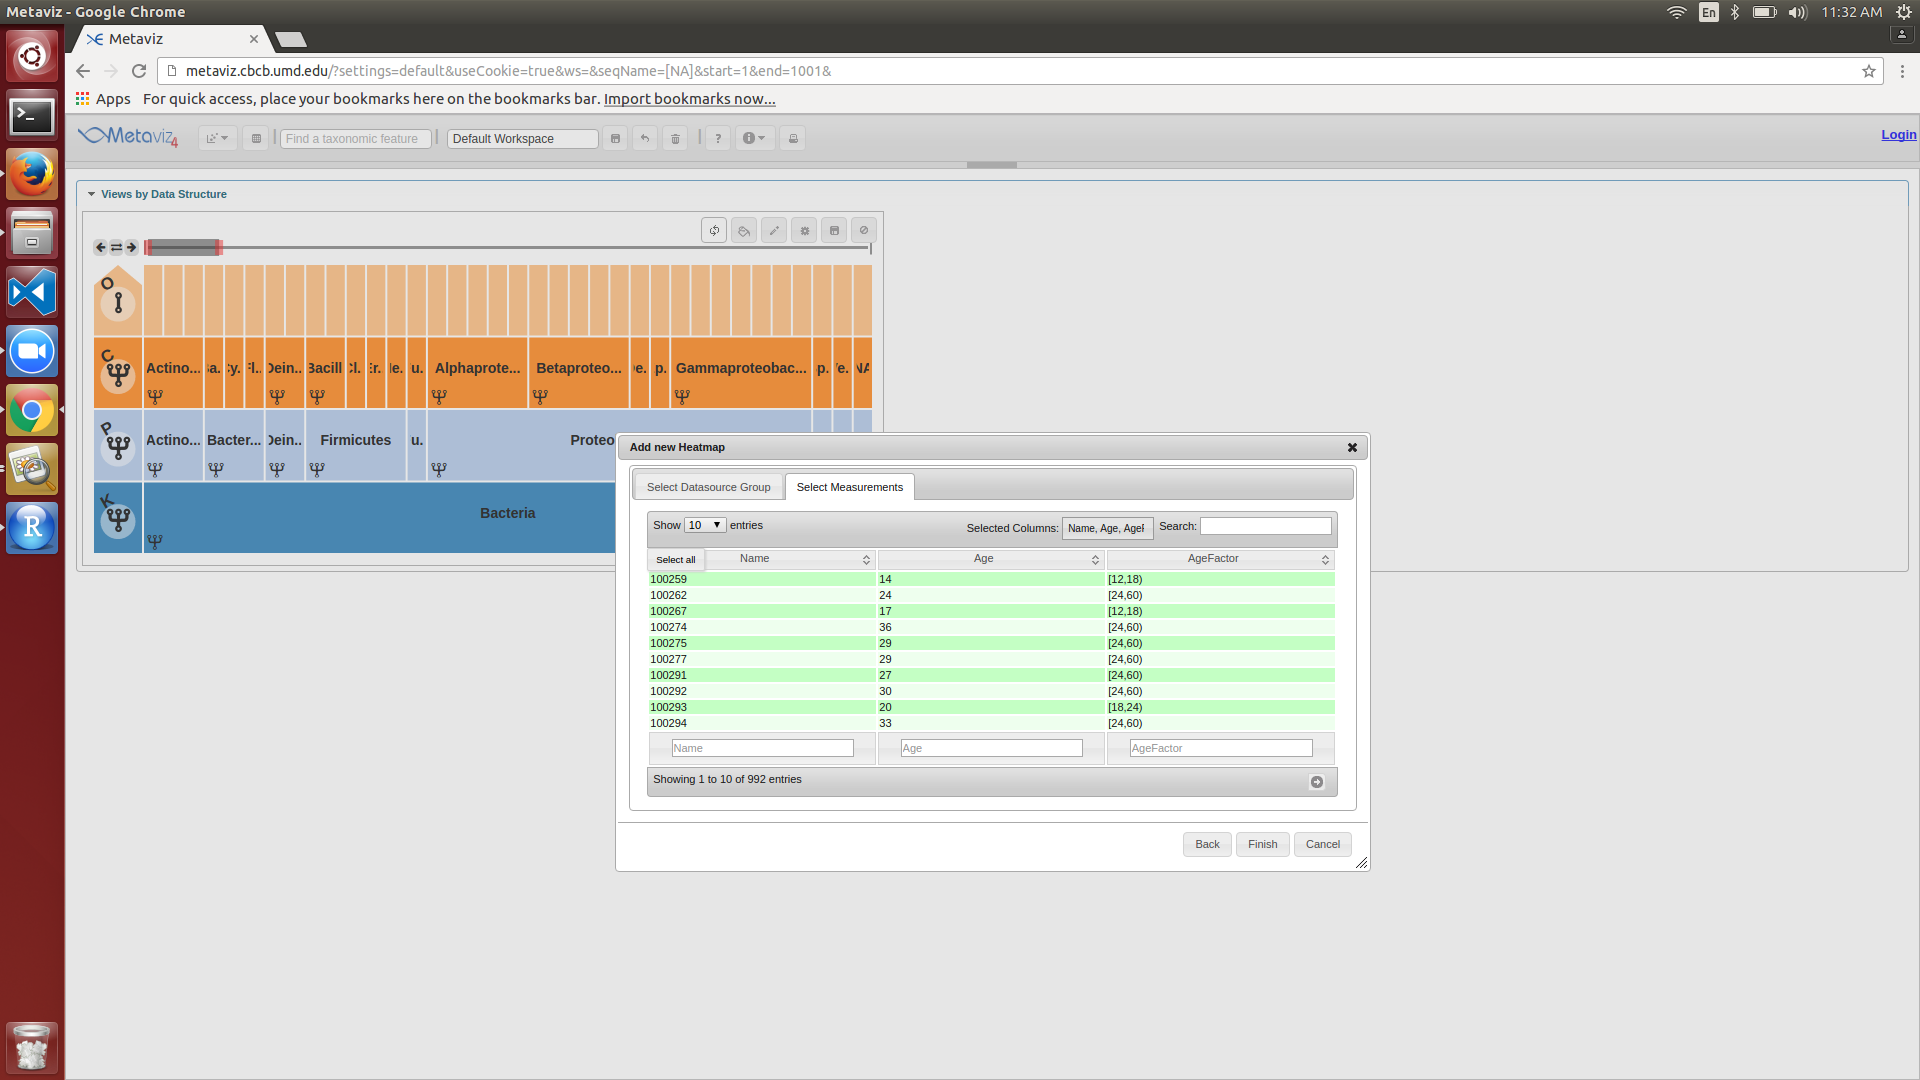 Metaviz - Google Chrome
En
11:32 AM
Metaviz
metaviz.cbcb.umd.edu/?settings=default&useCookie=true&ws=&seqName=[NA]&start=1&end=1001&
Apps For quick access, place your bookmarks here on the bookmarks bar. Import bookmarks now...
Metaviz 4
Find a taxonomic feature
Default Workspace
?
Login
Views by Data Structure
O
C Actino... Dein.. Bacill Alphaprote... Betaproteo... Gammaproteobac... NA
P Actino... Bacter... Dein.. Firmicutes u. Proteo
K Bacteria
Add new Heatmap
Select Datasource Group Select Measurements
Show 10 entries Selected Columns: Name, Age, AgeF Search:
Select all Name Age AgeFactor
100259 14 [12,18)
100262 24 [24,60)
100267 17 [12,18)
100274 36 [24,60)
100275 29 [24,60)
100277 29 [24,60)
100291 27 [24,60)
100292 30 [24,60)
100293 20 [18,24)
100294 33 [24,60)
Name Age AgeFactor
Showing 1 to 10 of 992 entries
Back Finish Cancel